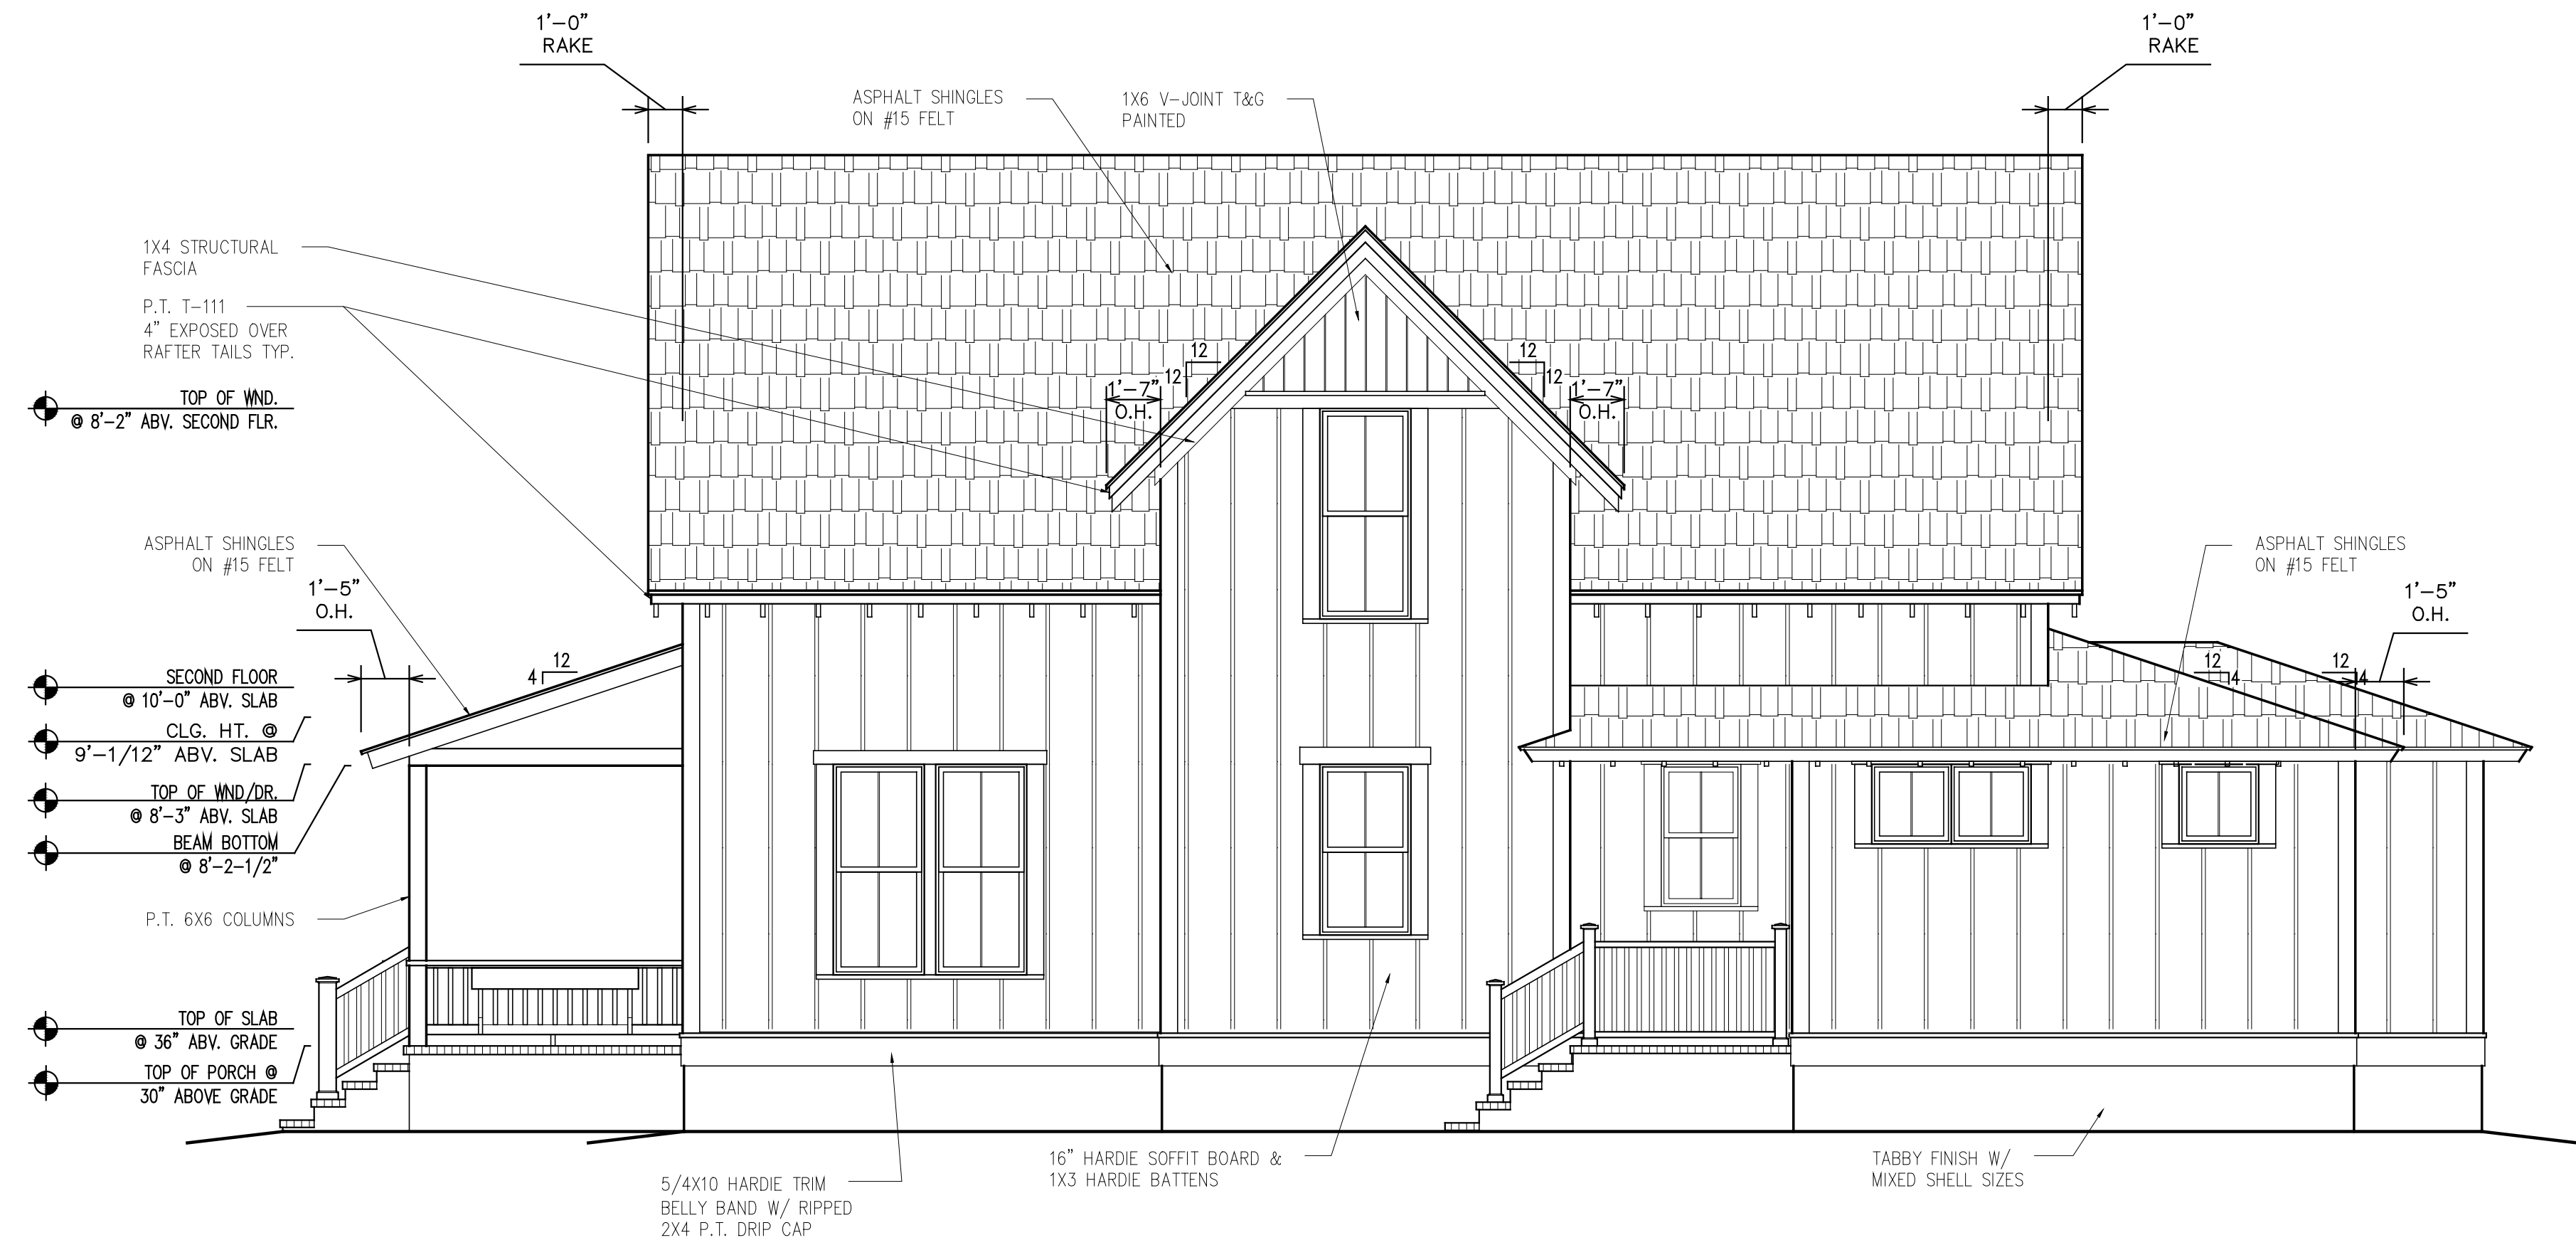 1'-0"
RAKE
1'-0"
RAKE
ASPHALT SHINGLES
ON #15 FELT
1X6 V-JOINT T&G
PAINTED
1X4 STRUCTURAL
FASCIA
P.T. T-111
4" EXPOSED OVER
RAFTER TAILS TYP.
12
12
12
12
1'-7"
O.H.
1'-7"
O.H.
TOP OF WND.
@ 8'-2" ABV. SECOND FLR.
ASPHALT SHINGLES
ON #15 FELT
1'-5"
O.H.
ASPHALT SHINGLES
ON #15 FELT
1'-5"
O.H.
12
4
12
4
12
4
SECOND FLOOR
@ 10'-0" ABV. SLAB
CLG. HT. @
9'-1/12" ABV. SLAB
TOP OF WND/DR.
@ 8'-3" ABV. SLAB
BEAM BOTTOM
@ 8'-2-1/2"
P.T. 6X6 COLUMNS
TOP OF SLAB
@ 36" ABV. GRADE
TOP OF PORCH @
30" ABOVE GRADE
5/4X10 HARDIE TRIM
BELLY BAND W/ RIPPED
2X4 P.T. DRIP CAP
16" HARDIE SOFFIT BOARD &
1X3 HARDIE BATTENS
TABBY FINISH W/
MIXED SHELL SIZES